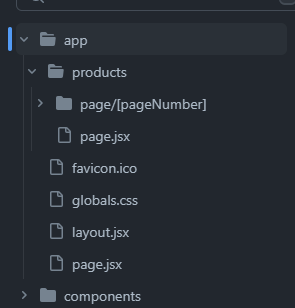 app
products
page/[pageNumber]
page.jsx
favicon.ico
globals.css
layout.jsx
page.jsx
components